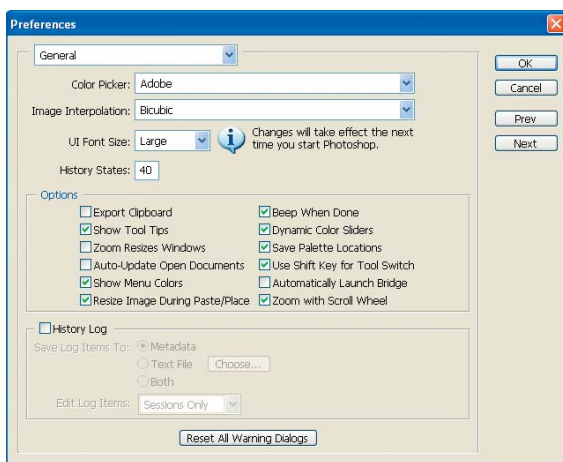 Preferences
General
OK
Color Picker: Adobe
Cancel
Image Interpolation: Bicubic
Prev
UI Font Size: Large
Changes will take effect the next
time you start Photoshop.
Next
History States: 40
Options
Export Clipboard
Beep When Done
Show Tool Tips
Dynamic Color Sliders
Zoom Resizes Windows
Save Palette Locations
Auto-Update Open Documents
Use Shift Key for Tool Switch
Show Menu Colors
Automatically Launch Bridge
Resize Image During Paste/Place
Zoom with Scroll Wheel
History Log
Save Log Items To: Metadata
Text File
Choose...
Both
Edit Log Items: Sessions Only
Reset All Warning Dialogs